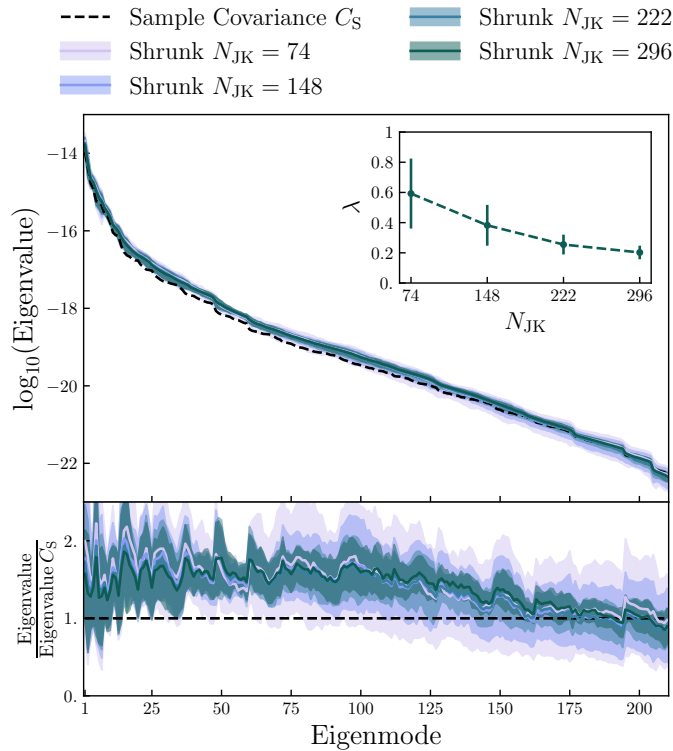 Sample Covariance C_S
Shrunk N_JK = 74
Shrunk N_JK = 148
Shrunk N_JK = 222
Shrunk N_JK = 296
log10(Eigenvalue)
−14
−16
−18
−20
−22
λ
1
0.8
0.6
0.4
0.2
0.
74 148 222 296
N_JK
Eigenvalue
Eigenvalue C_S
2.
1.
0.
1 25 50 75 100 125 150 175 200
Eigenmode